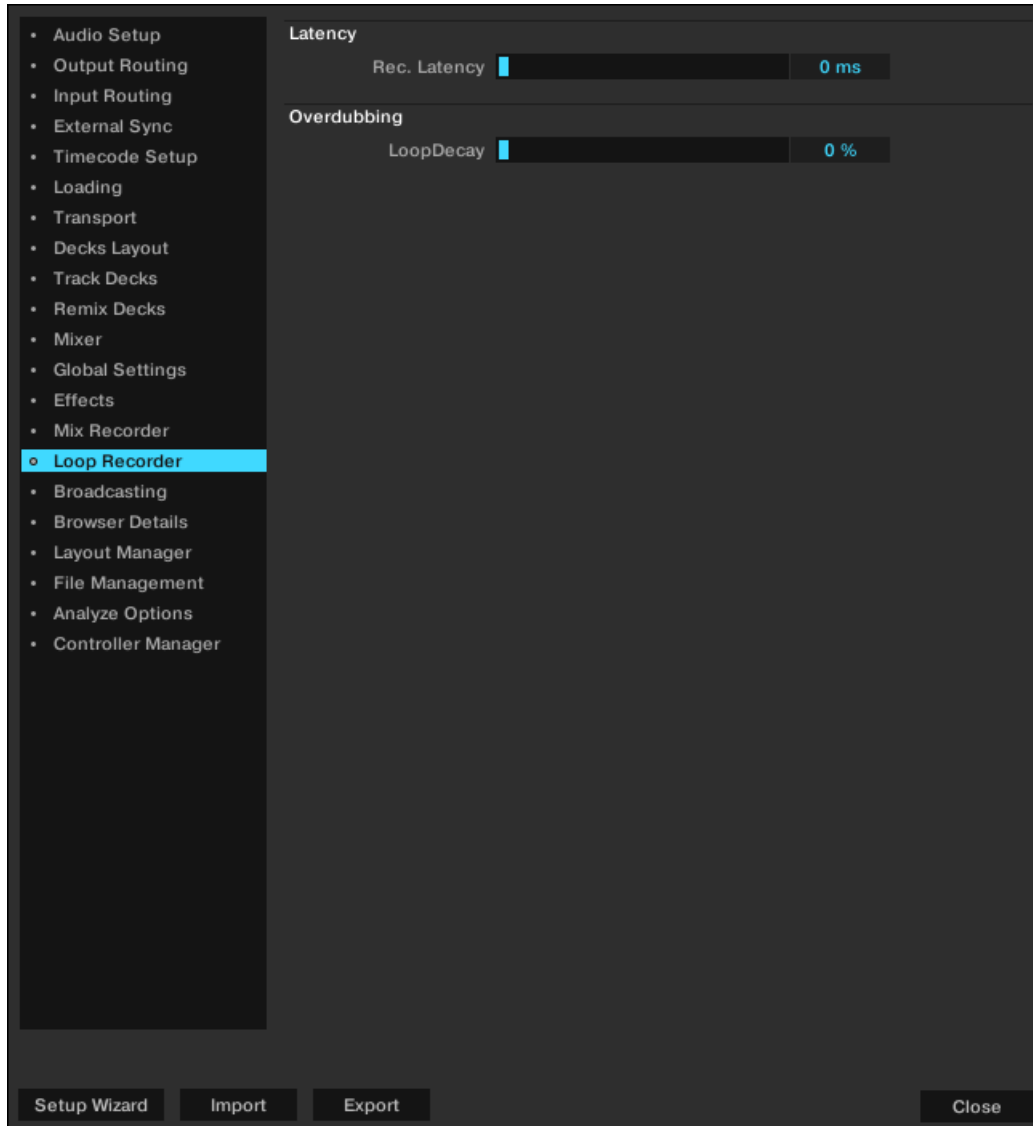 Audio Setup
Output Routing
Input Routing
External Sync
Timecode Setup
Loading
Transport
Decks Layout
Track Decks
Remix Decks
Mixer
Global Settings
Effects
Mix Recorder
Loop Recorder
Broadcasting
Browser Details
Layout Manager
File Management
Analyze Options
Controller Manager
Latency
Rec. Latency 0 ms
Overdubbing
LoopDecay 0 %
Setup Wizard Import Export Close